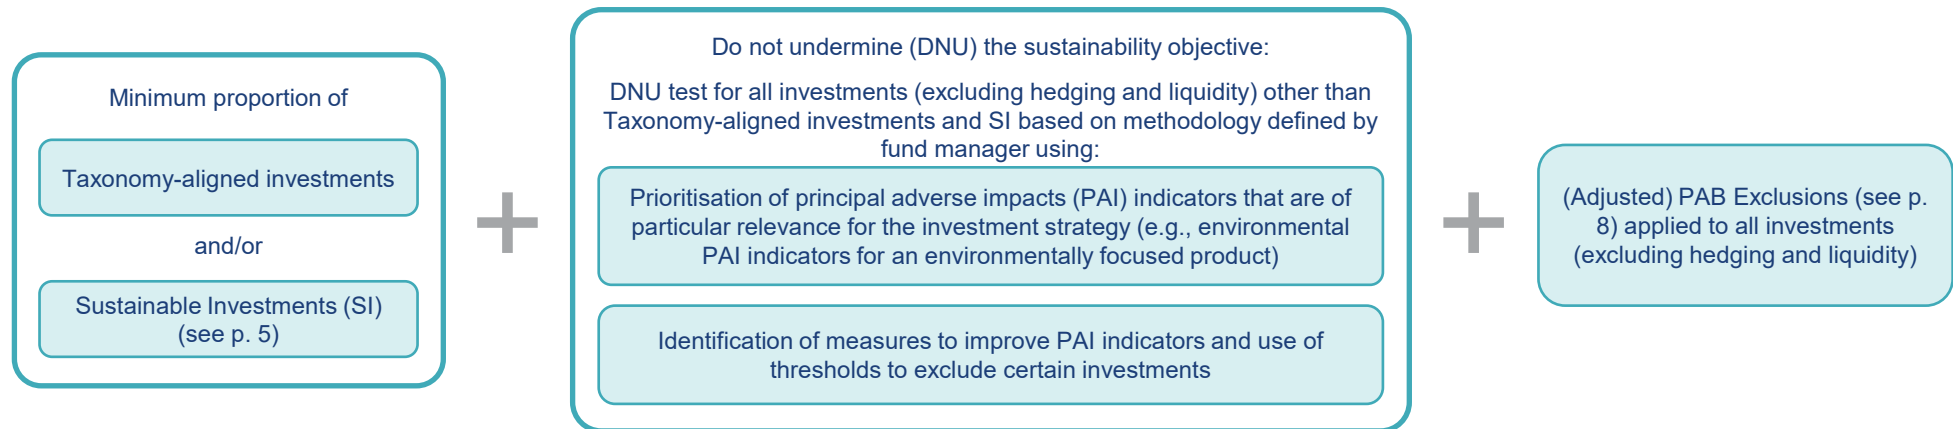 Minimum proportion of
Taxonomy-aligned investments
and/or
Sustainable Investments (SI)
(see p. 5)
Do not undermine (DNU) the sustainability objective:
DNU test for all investments (excluding hedging and liquidity) other than
Taxonomy-aligned investments and SI based on methodology defined by
fund manager using:
Prioritisation of principal adverse impacts (PAI) indicators that are of
particular relevance for the investment strategy (e.g., environmental
PAI indicators for an environmentally focused product)
Identification of measures to improve PAI indicators and use of
thresholds to exclude certain investments
(Adjusted) PAB Exclusions (see p.
8) applied to all investments
(excluding hedging and liquidity)